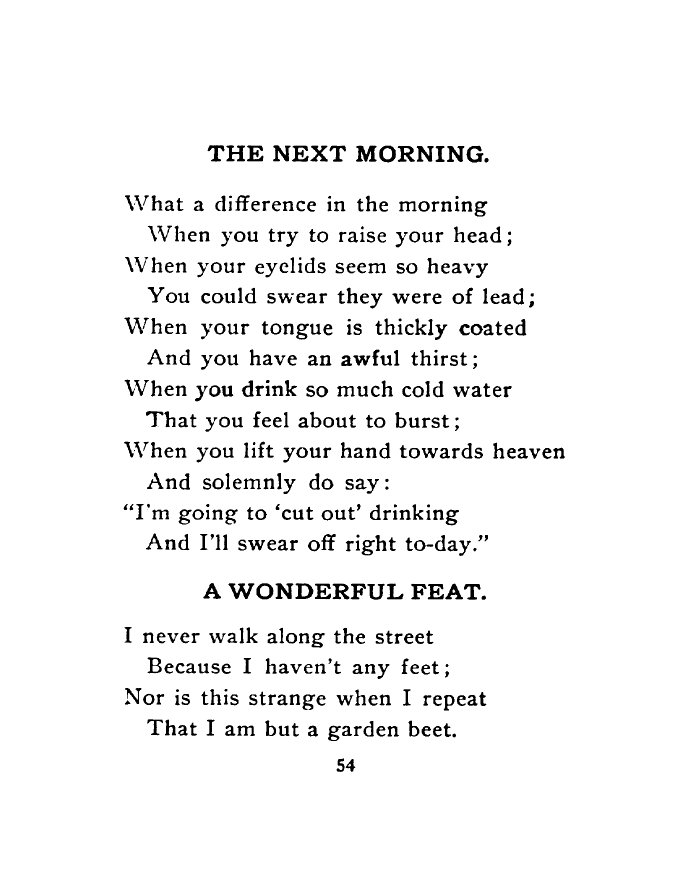 THE NEXT MORNING.
What a difference in the morning
When you try to raise your head;
When your eyelids seem so heavy
You could swear they were of lead;
When your tongue is thickly coated
And you have an awful thirst;
When you drink so much cold water
That you feel about to burst;
When you lift your hand towards heaven
And solemnly do say:
“I'm going to ‘cut out’ drinking
And I'll swear off right to-day.”
A WONDERFUL FEAT.
I never walk along the street
Because I haven't any feet;
Nor is this strange when I repeat
That I am but a garden beet.
54